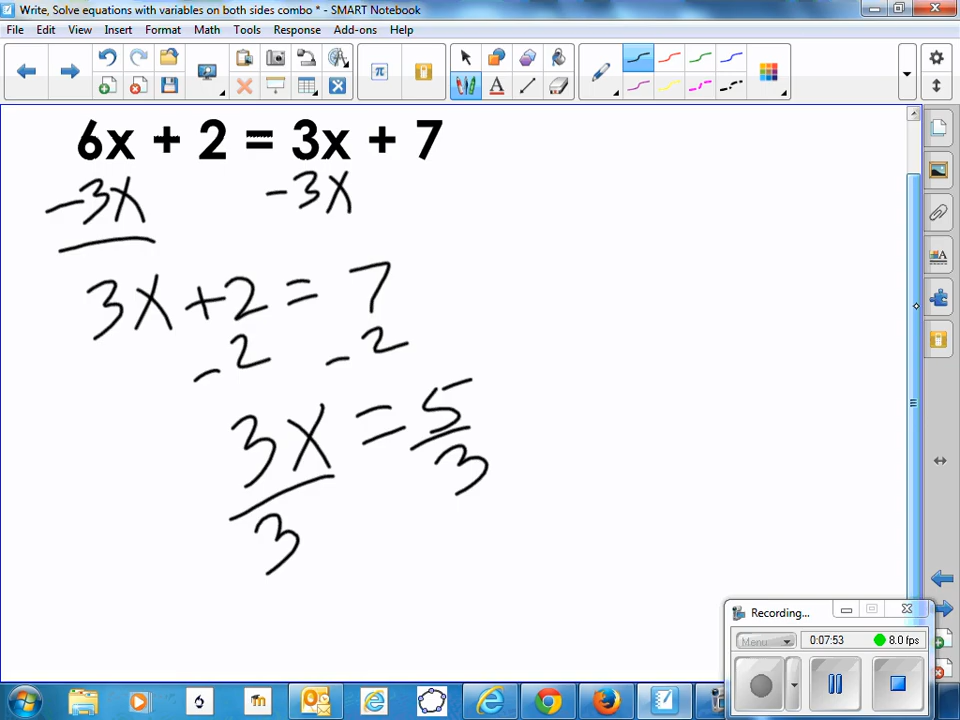 Write, Solve equations with variables on both sides combo * - SMART Notebook
File Edit View Insert Format Math Tools Response Add-ons Help
6x + 2 = 3x + 7
-3x -3x
3x+2 = 7
-2 -2
3x = 5
3 3
Recording...
Menu 0:07:53 8.0 fps